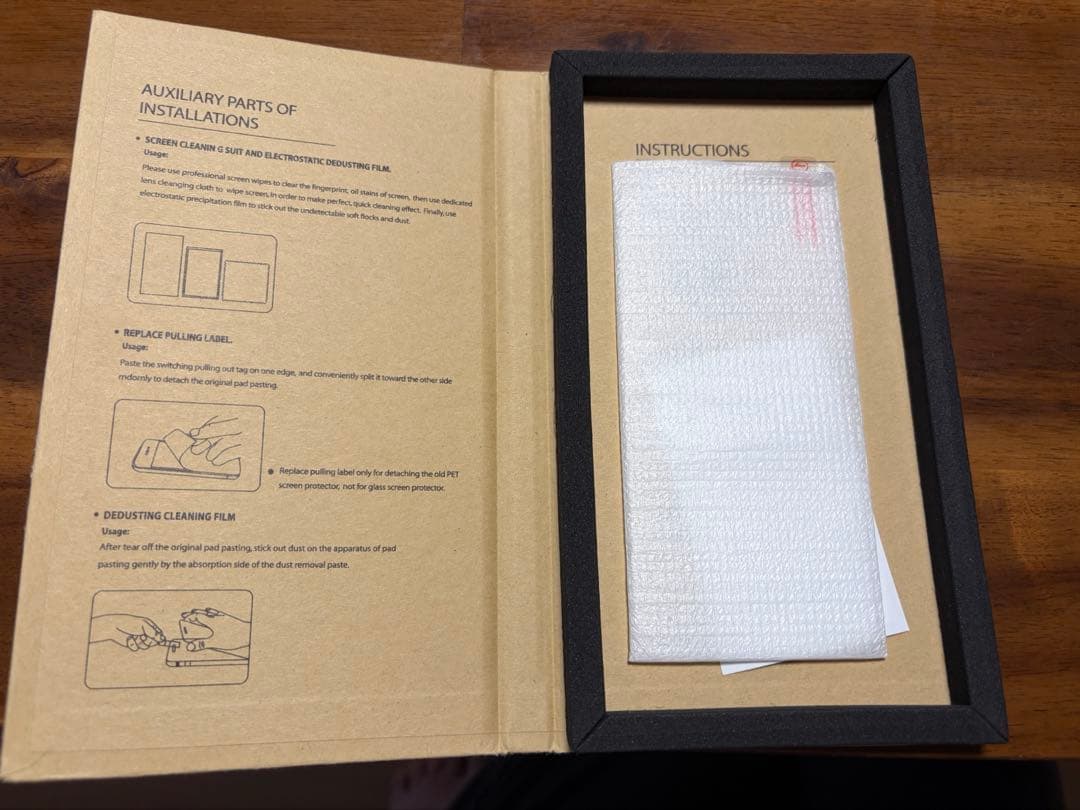 AUXILIARY PARTS OF
INSTALLATIONS
• SCREEN CLEANIN G SUIT AND ELECTROSTATIC DEDUSTING FILM.
Usage:
Please use professional screen wipes to clear the fingerprint, oil stains of screen, then use dedicated
lens cleanging cloth to wipe screen, in order to make perfect, quick cleaning effect. Finally, use
electrostatic precipitation film to stick out the undetectable soft flocks and dust.
• REPLACE PULLING LABEL.
Usage:
Paste the switching pulling out tag on one edge, and conveniently split it toward the other side
rndomly to detach the original pad pasting.
• Replace pulling label only for detaching the old PET
screen protector, not for glass screen protector.
• DEDUSTING CLEANING FILM
Usage:
After tear off the original pad pasting, stick out dust on the apparatus of pad
pasting gently by the absorption side of the dust removal paste.
INSTRUCTIONS